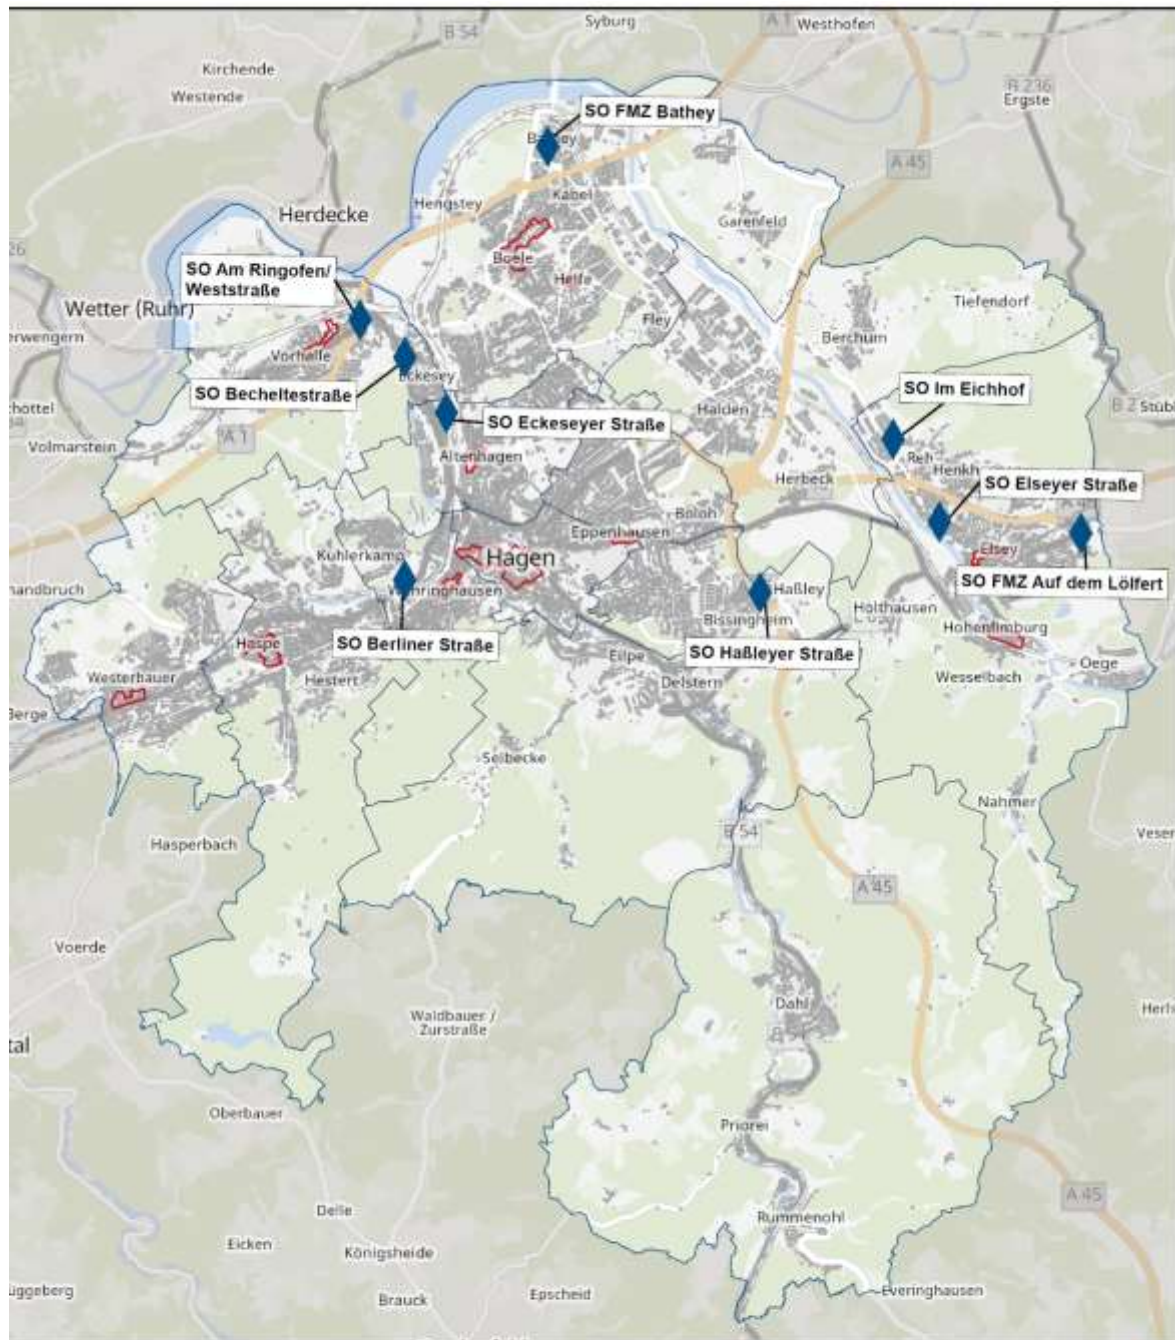 Syburg
A 1
Westhofen
B 54
Kirchende
Westende
B 236
Ergste
SO FMZ Bathey
A 45
Kabel
Hengstey
Garenfeld
Herdecke
Boele
Helfe
SO Am Ringofen/
Weststraße
Tiefendorf
Wetter (Ruhr)
Fley
Berchum
Vorhalle
Eckesey
SO Becheltestraße
SO Im Eichhof
Halden
SO Eckeseyer Straße
A 1
Volmarstein
Altenhagen
Reh
Herbeck
SO Elseyer Straße
Boloh
Eppenhausen
Kuhlerkamp
Hagen
Elsey
SO FMZ Auf dem Lölfert
Wehringhausen
Haßley
Holthausen
Bissingheim
Hohenlimburg
Haspe
SO Berliner Straße
SO Haßleyer Straße
Eilpe
Oege
Westerbauer
Hestert
Delstern
Wesselbach
Berge
Selbecke
Nahmer
B 54
Hasperbach
A 45
Voerde
Dahl
Waldbauer /
Zurstraße
Oberbauer
Priorei
A 45
Delle
Rummenohl
Eicken
Königsheide
Everinghausen
Epscheid
Brauck